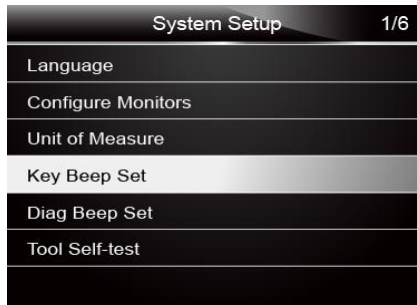 System Setup 1/6
Language
Configure Monitors
Unit of Measure
Key Beep Set
Diag Beep Set
Tool Self-test